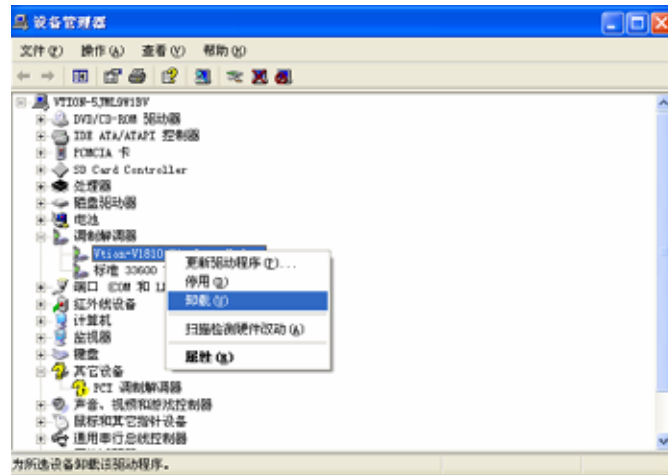 设备管理器
文件(F) 操作(A) 查看(V) 帮助(H)
DVD/CD-ROM 驱动器
IDE ATA/ATAPI 控制器
PCMCIA 卡
SD Card Controller
处理器
磁盘驱动器
电池
调制解调器
Vtion-V1810
标准 33600
端口 (COM 和
红外线设备
计算机
监视器
键盘
其它设备
PCI 调制解调器
声音、视频和游戏控制器
鼠标和其它指针设备
通用串行总线控制器
更新驱动程序(P)...
停用(D)
卸载(U)
扫描检测硬件改动(A)
属性(R)
为所选设备卸载该驱动程序。